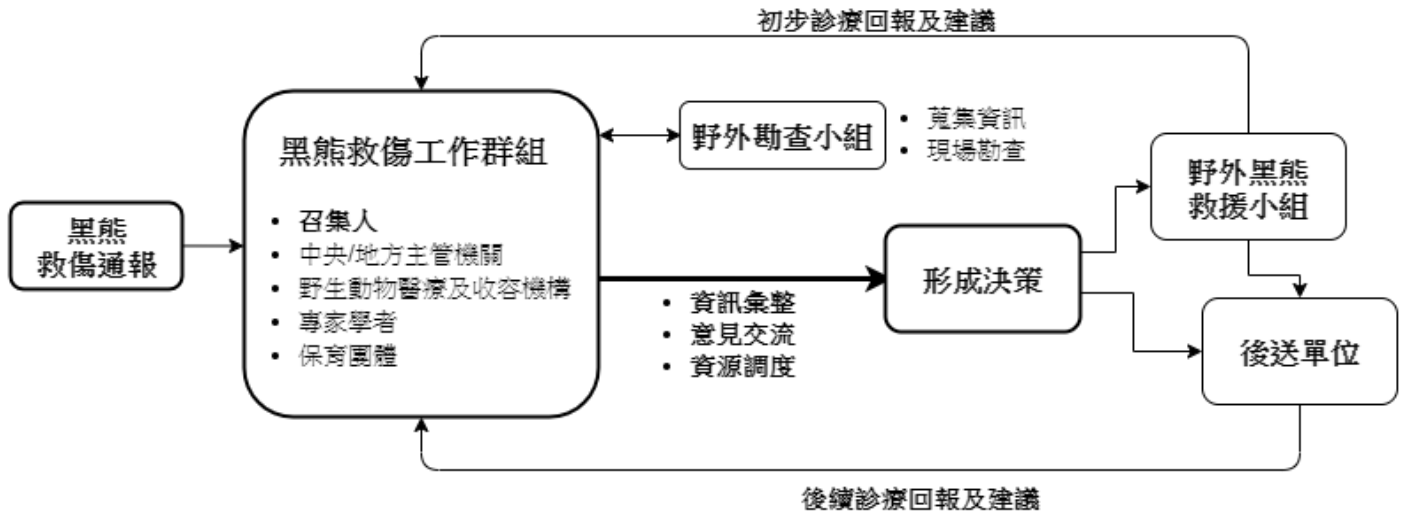 初步診療回報及建議
黑熊
救傷通報
黑熊救傷工作群組
• 召集人
• 中央/地方主管機關
• 野生動物醫療及收容機構
• 專家學者
• 保育團體
野外勘查小組
• 蒐集資訊
• 現場勘查
• 資訊彙整
• 意見交流
• 資源調度
形成決策
野外黑熊
救援小組
後送單位
後續診療回報及建議